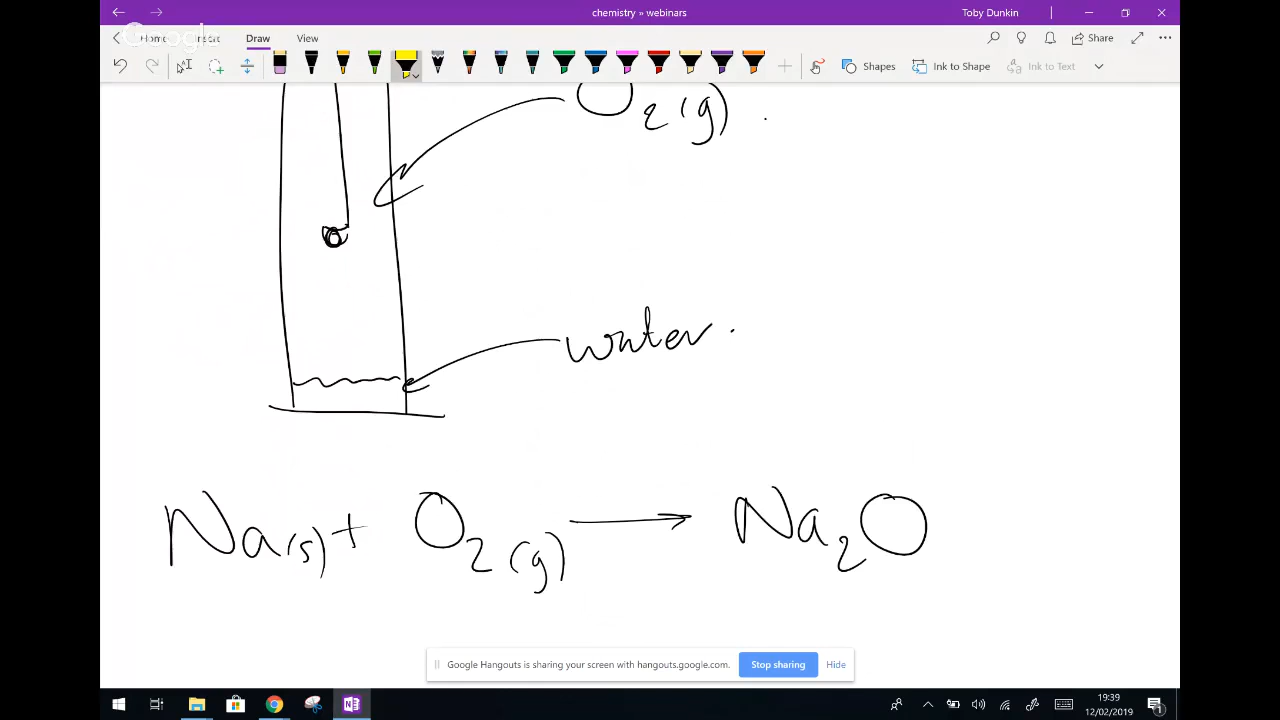 chemistry » webinars
Toby Dunkin
Google
Home Insert Draw View
Share
Shapes Ink to Shape Ink to Text
O2(g).
water.
Na(s) + O2(g) → Na2O
Google Hangouts is sharing your screen with hangouts.google.com. Stop sharing Hide
19:39
12/02/2019
1